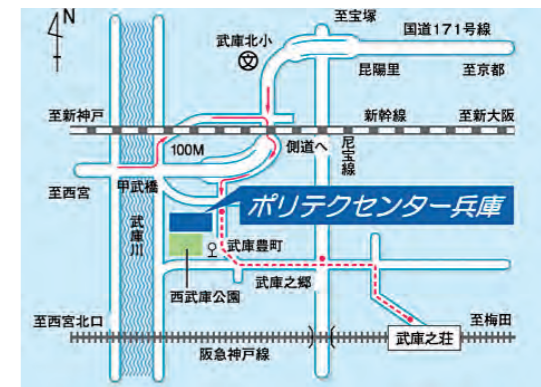 N
至宝塚
国道171号線
武庫北小
文
昆陽里
至京都
至新神戸
新幹線
至新大阪
100M
側道へ
尼宝線
至西宮
甲武橋
ポリテクセンター兵庫
武庫川
武庫豊町
武庫之郷
西武庫公園
至西宮北口
至梅田
武庫之荘
阪急神戸線